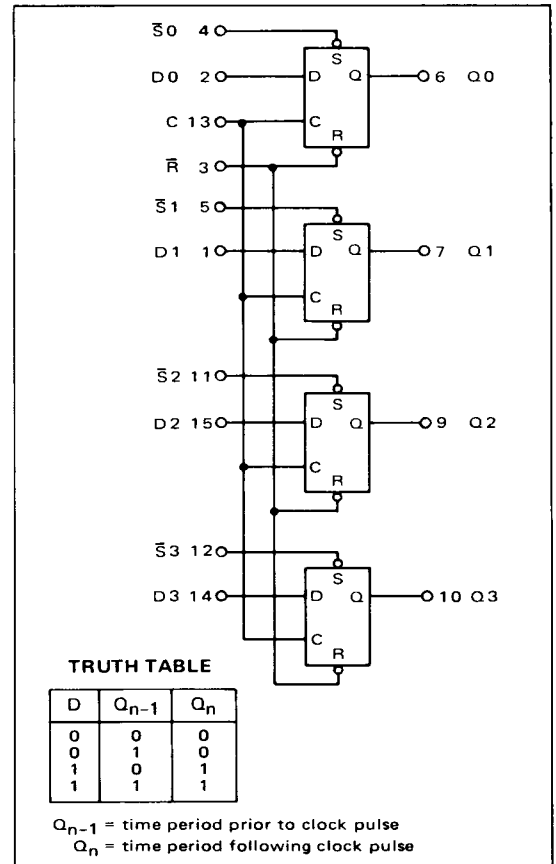 S̄0 4
S
D0 2 D Q 6 Q0
C 13 C
R
R̄ 3
S̄1 5
S
D1 1 D Q 7 Q1
C
R
S̄2 11
S
D2 15 D Q 9 Q2
C
R
S̄3 12
S
D3 14 D Q 10 Q3
C
R
TRUTH TABLE
D Qn-1 Qn
0 0 0
0 1 0
1 0 1
1 1 1
Qn-1 = time period prior to clock pulse
Qn = time period following clock pulse